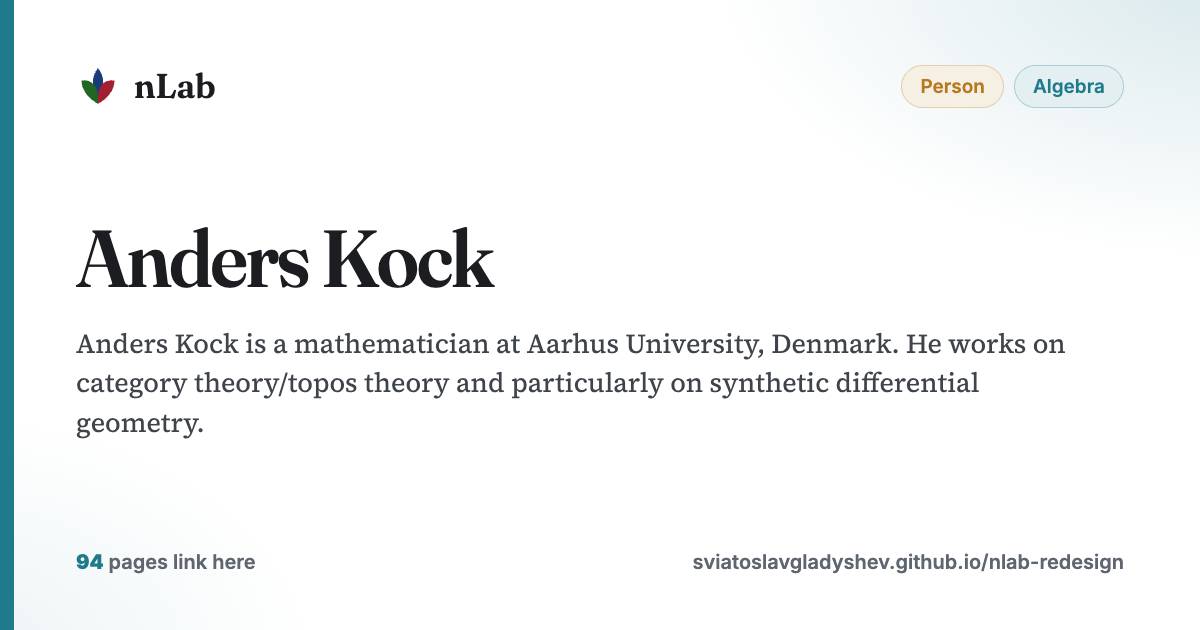 nLab
Person
Algebra
Anders Kock
Anders Kock is a mathematician at Aarhus University, Denmark. He works on
category theory/topos theory and particularly on synthetic differential
geometry.
94 pages link here
sviatoslavgladyshev.github.io/nlab-redesign